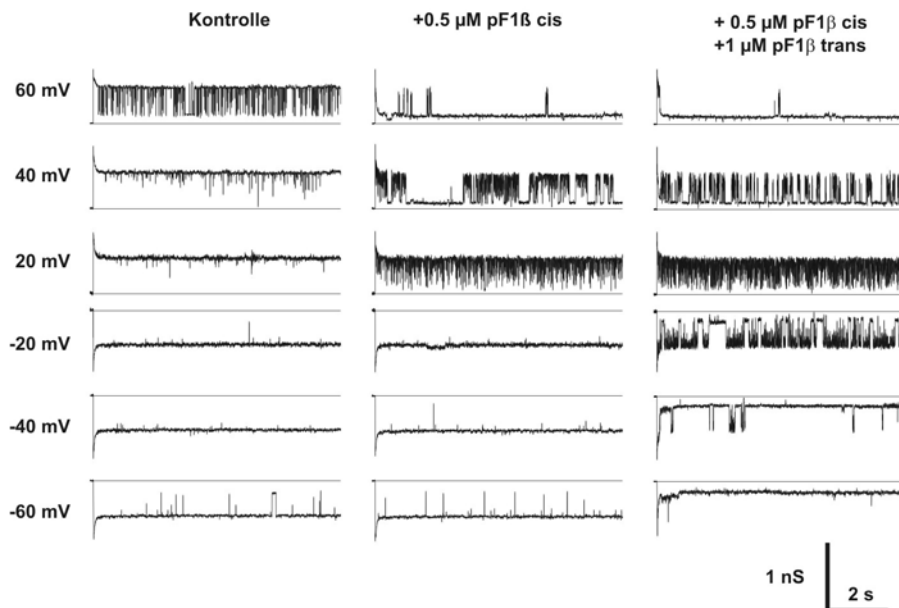 Kontrolle
+0.5 µM pF1ß cis
+ 0.5 µM pF1β cis
+1 µM pF1β trans
60 mV
40 mV
20 mV
-20 mV
-40 mV
-60 mV
1 nS
2 s